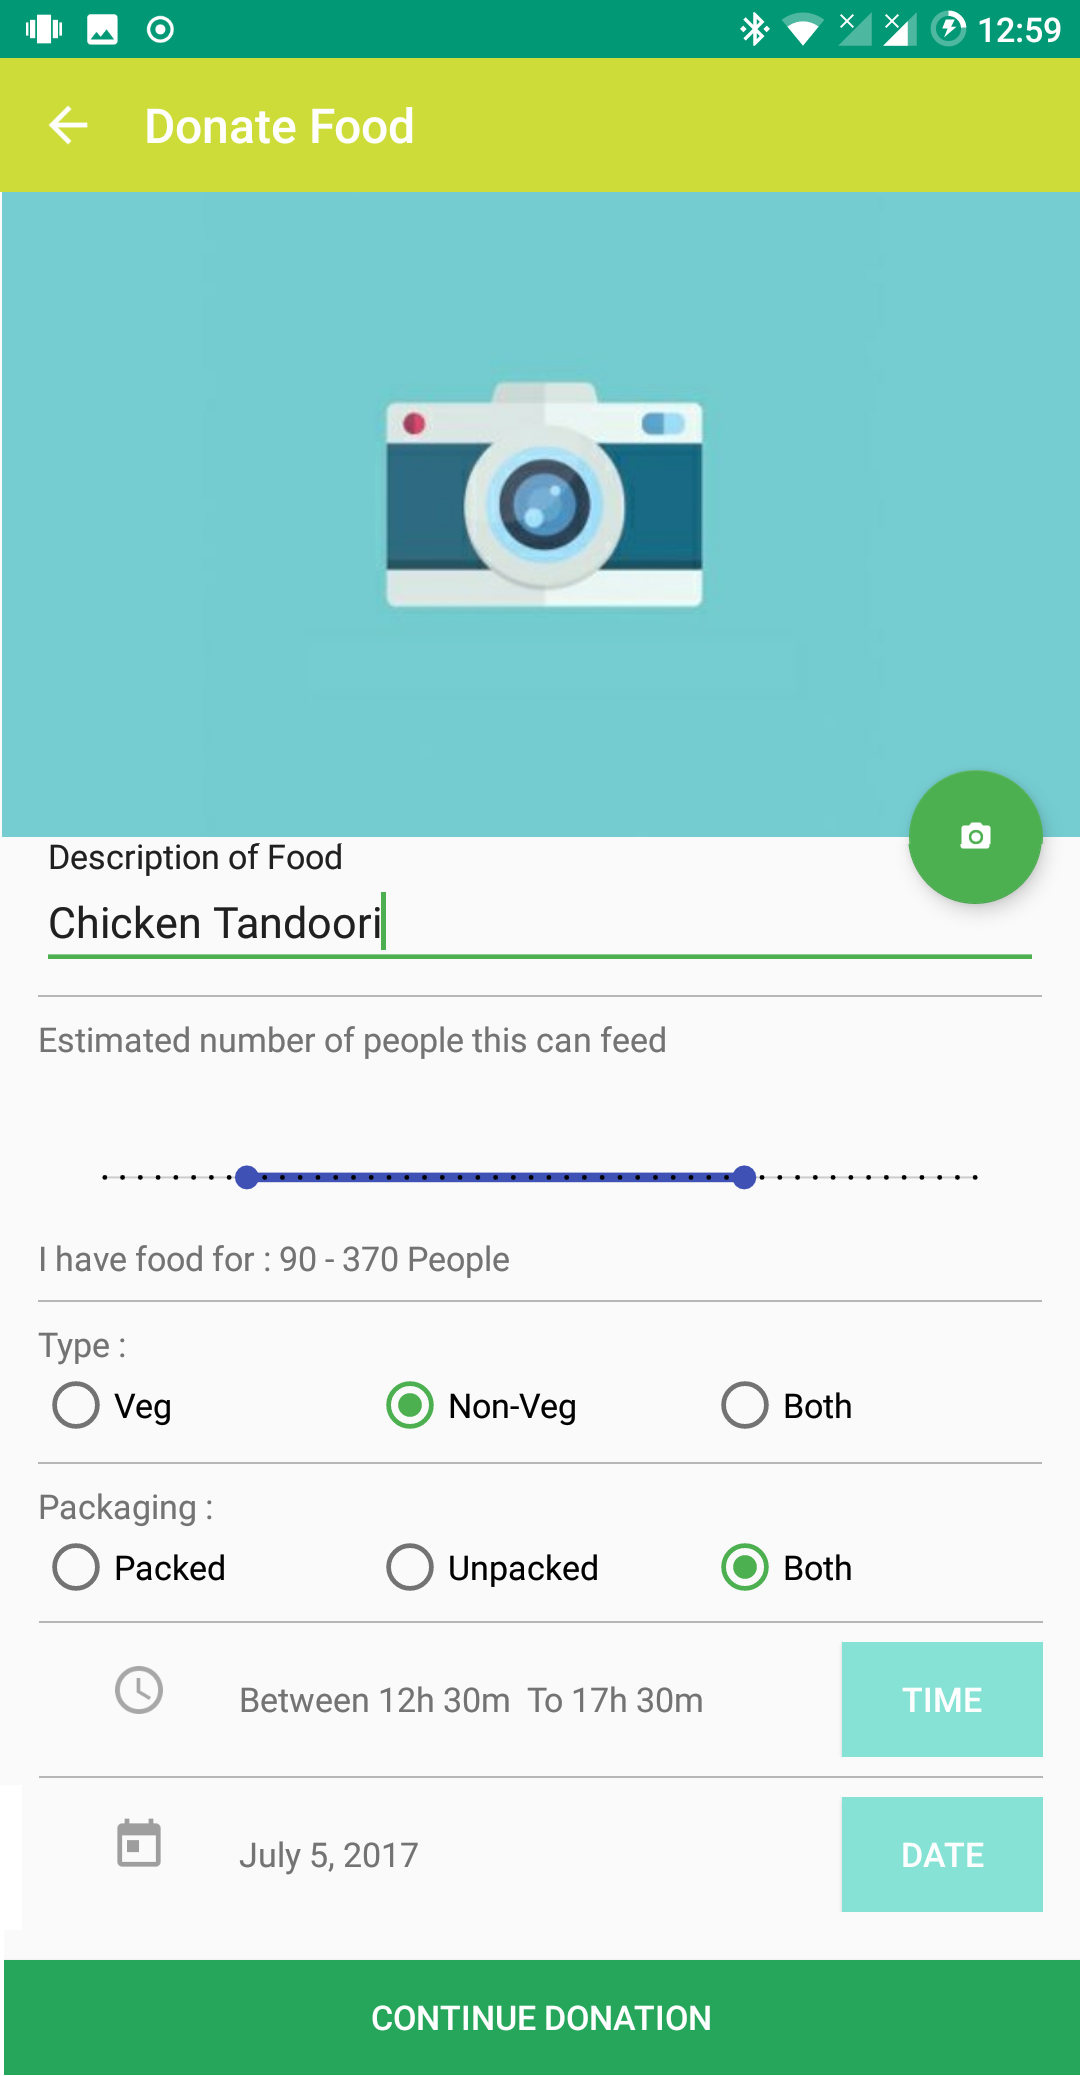 12:59
Donate Food
Description of Food
Chicken Tandoori
Estimated number of people this can feed
I have food for : 90 - 370 People
Type :
Veg Non-Veg Both
Packaging :
Packed Unpacked Both
Between 12h 30m  To 17h 30m TIME
July 5, 2017 DATE
CONTINUE DONATION